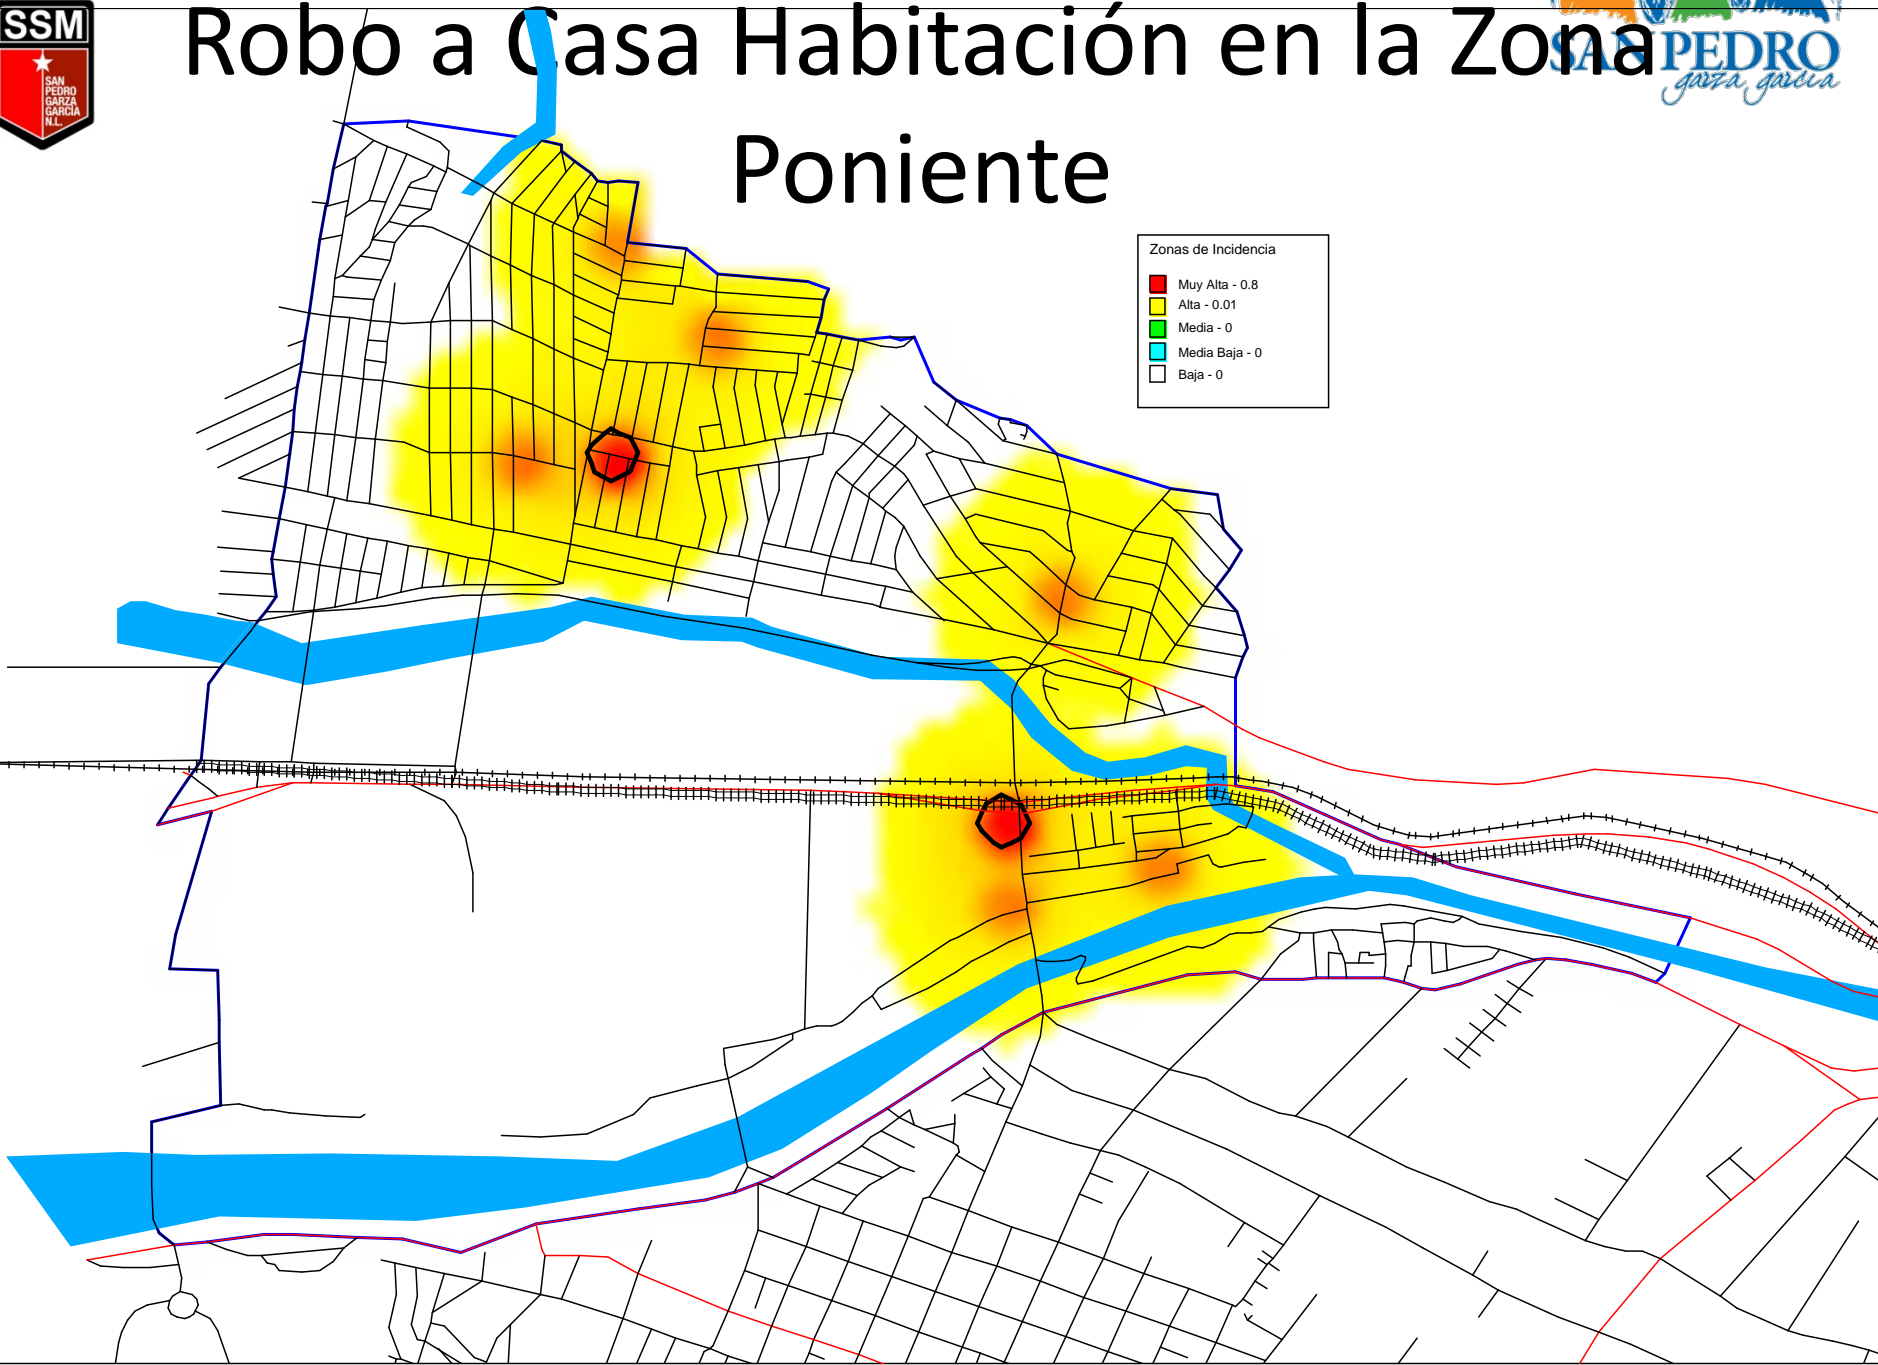 SSM
SAN
PEDRO
GARZA
GARCÍA
N.L.
Robo a Casa Habitación en la Zona
Poniente
SAN PEDRO
garza garcía
Zonas de Incidencia
Muy Alta - 0.8
Alta - 0.01
Media - 0
Media Baja - 0
Baja - 0